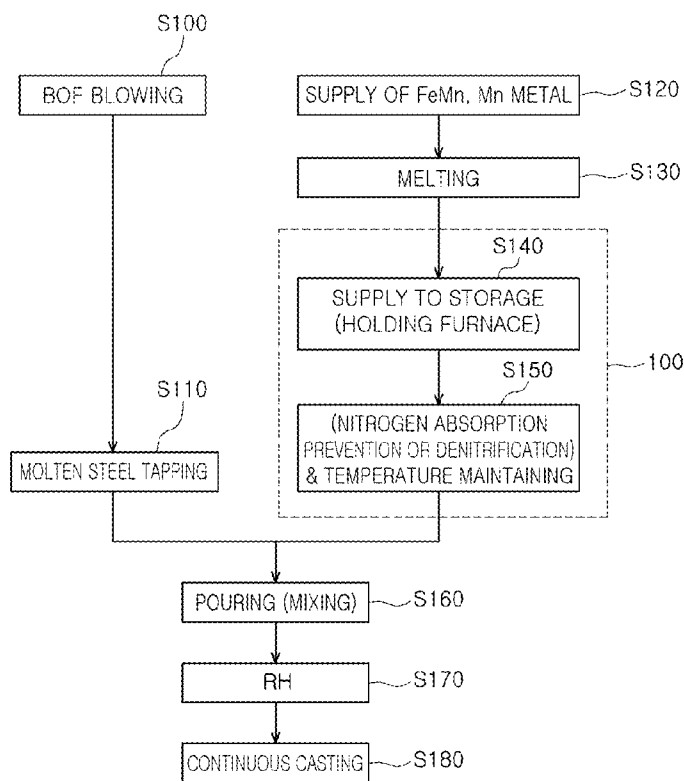 S100
BOF BLOWING
SUPPLY OF FeMn, Mn METAL
S120
MELTING
S130
S140
SUPPLY TO STORAGE
(HOLDING FURNACE)
100
S150
(NITROGEN ABSORPTION
PREVENTION OR DENITRIFICATION)
& TEMPERATURE MAINTAINING
S110
MOLTEN STEEL TAPPING
POURING (MIXING)
S160
RH
S170
CONTINUOUS CASTING
S180